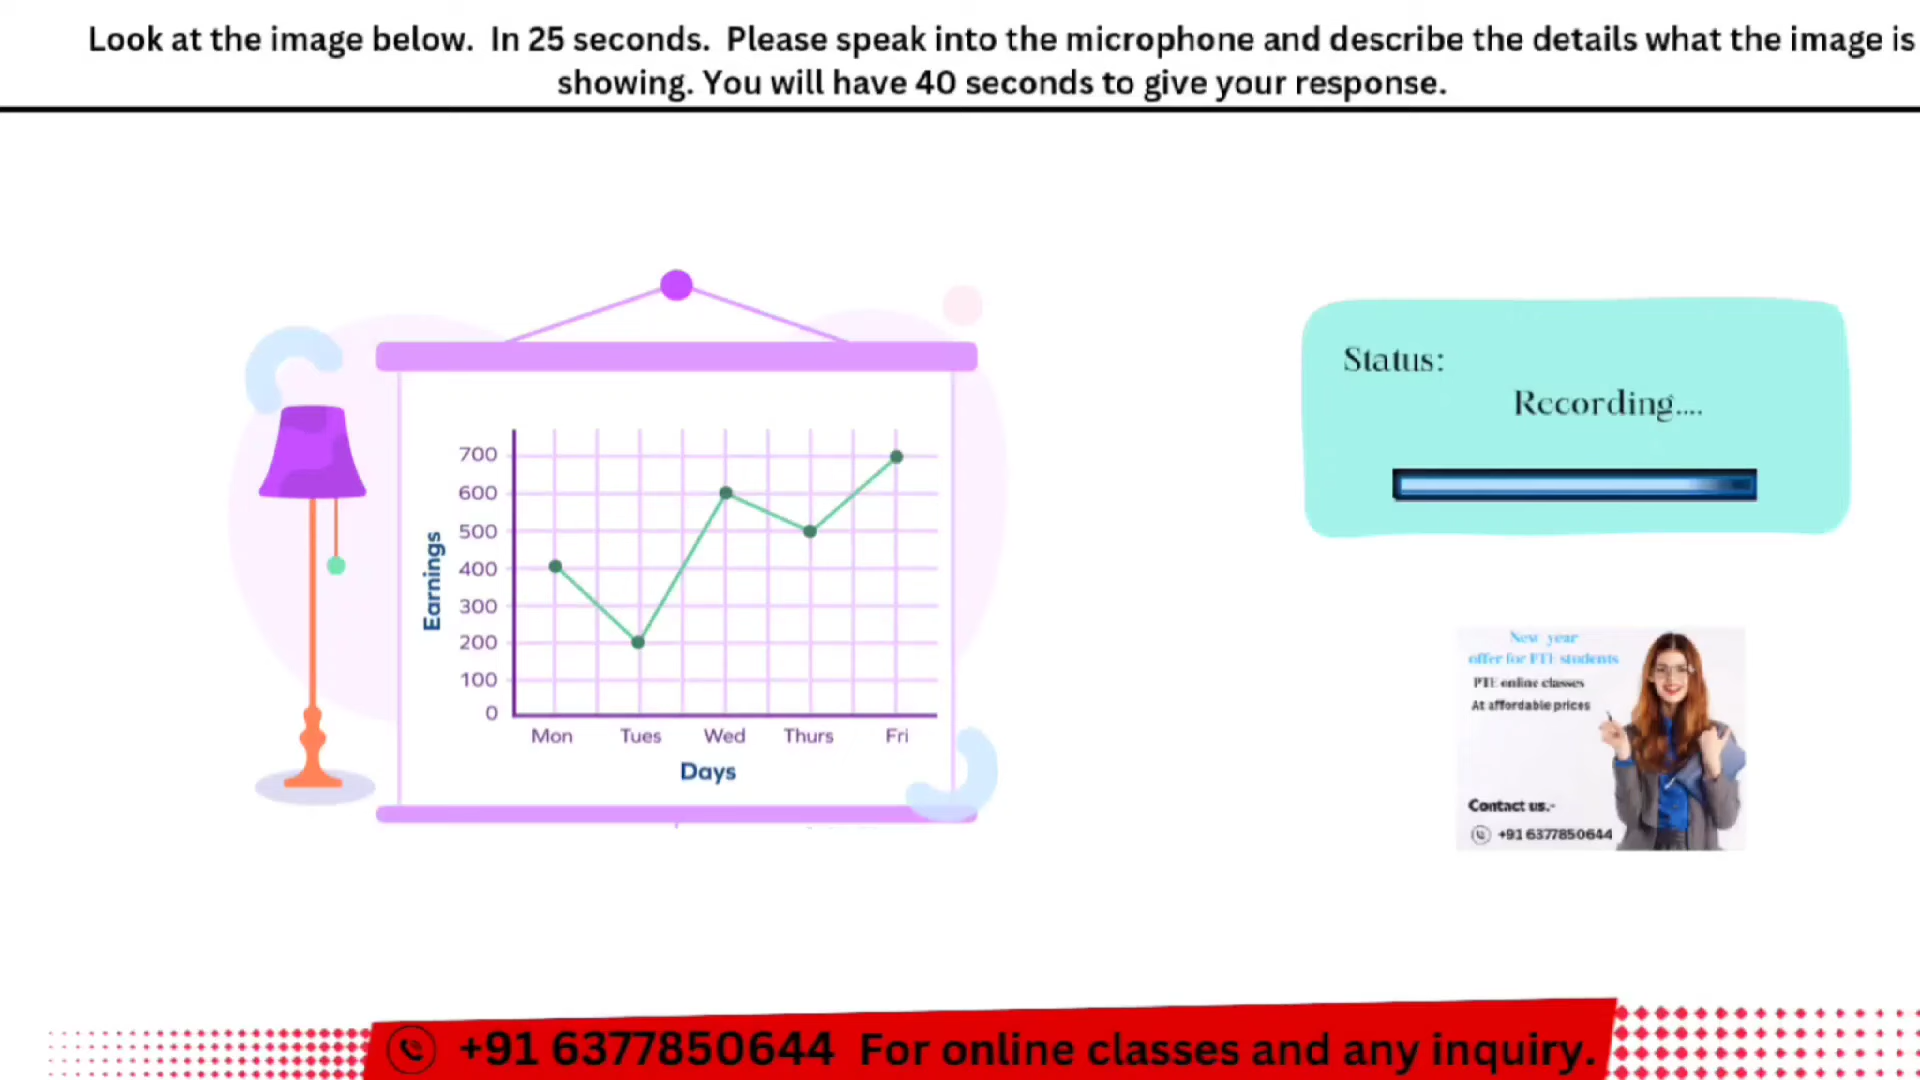 Look at the image below. In 25 seconds. Please speak into the microphone and describe the details what the image is
showing. You will have 40 seconds to give your response.
700
600
500
400
300
200
100
0
Earnings
Mon Tues Wed Thurs Fri
Days
Status:
Recording....
New year
offer for PTE students
PTE online classes
At affordable prices
Contact us.-
+91 6377850644
+91 6377850644 For online classes and any inquiry.